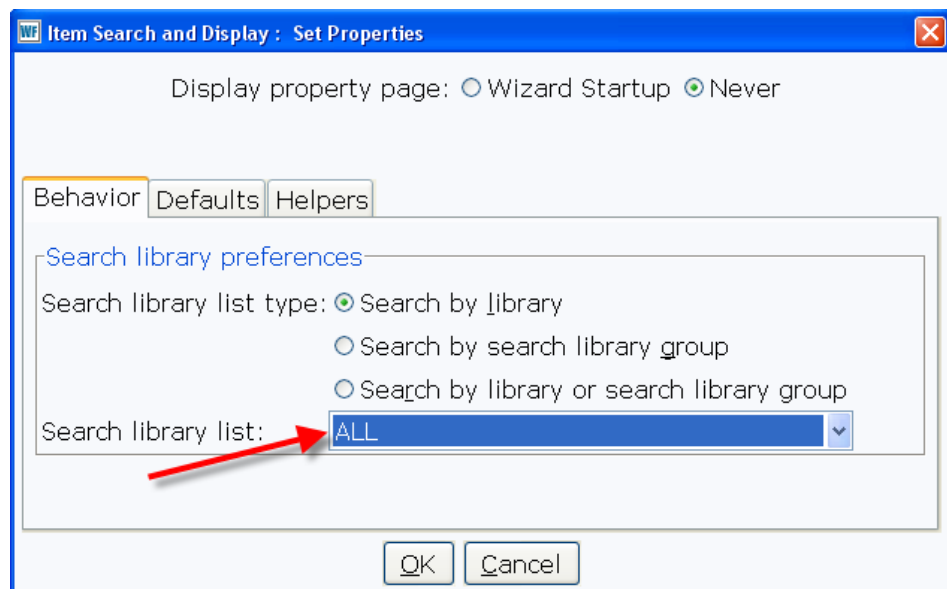 WF Item Search and Display : Set Properties
Display property page: Wizard Startup Never
Behavior Defaults Helpers
Search library preferences
Search library list type: Search by library
Search by search library group
Search by library or search library group
Search library list: ALL
OK Cancel